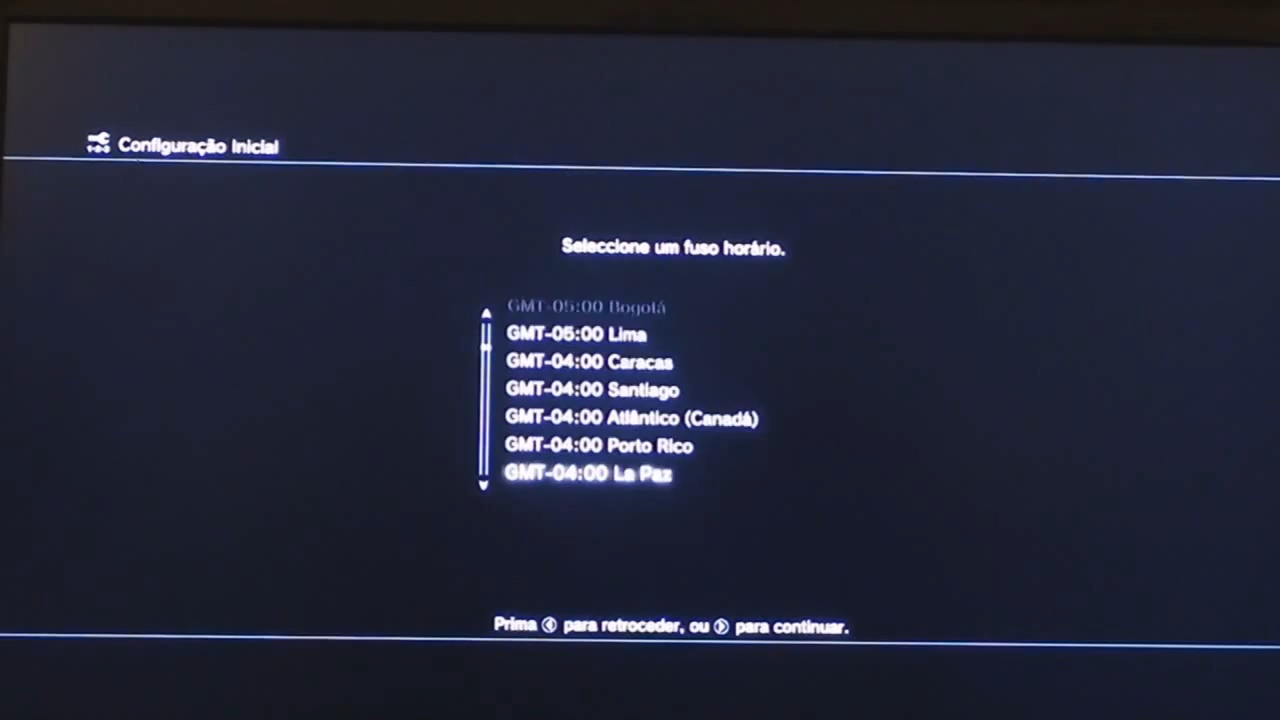 Configuração Inicial
Seleccione um fuso horário.
GMT-05:00 Bogotá
GMT-05:00 Lima
GMT-04:00 Caracas
GMT-04:00 Santiago
GMT-04:00 Atlântico (Canadá)
GMT-04:00 Porto Rico
GMT-04:00 La Paz
Prima para retroceder, ou para continuar.